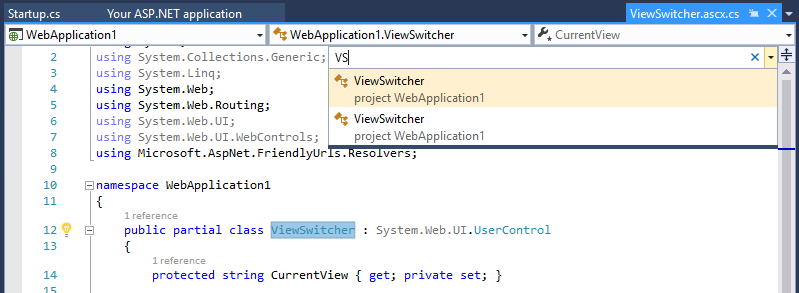 Startup.cs Your ASP.NET application ViewSwitcher.ascx.cs
WebApplication1 WebApplication1.ViewSwitcher CurrentView
VS
ViewSwitcher
project WebApplication1
ViewSwitcher
project WebApplication1
2 using System.Collections.Generic;
3 using System.Linq;
4 using System.Web;
5 using System.Web.Routing;
6 using System.Web.UI;
7 using System.Web.UI.WebControls;
8 using Microsoft.AspNet.FriendlyUrls.Resolvers;
9
10 namespace WebApplication1
11 {
1 reference
12 public partial class ViewSwitcher : System.Web.UI.UserControl
13 {
1 reference
14 protected string CurrentView { get; private set; }
15